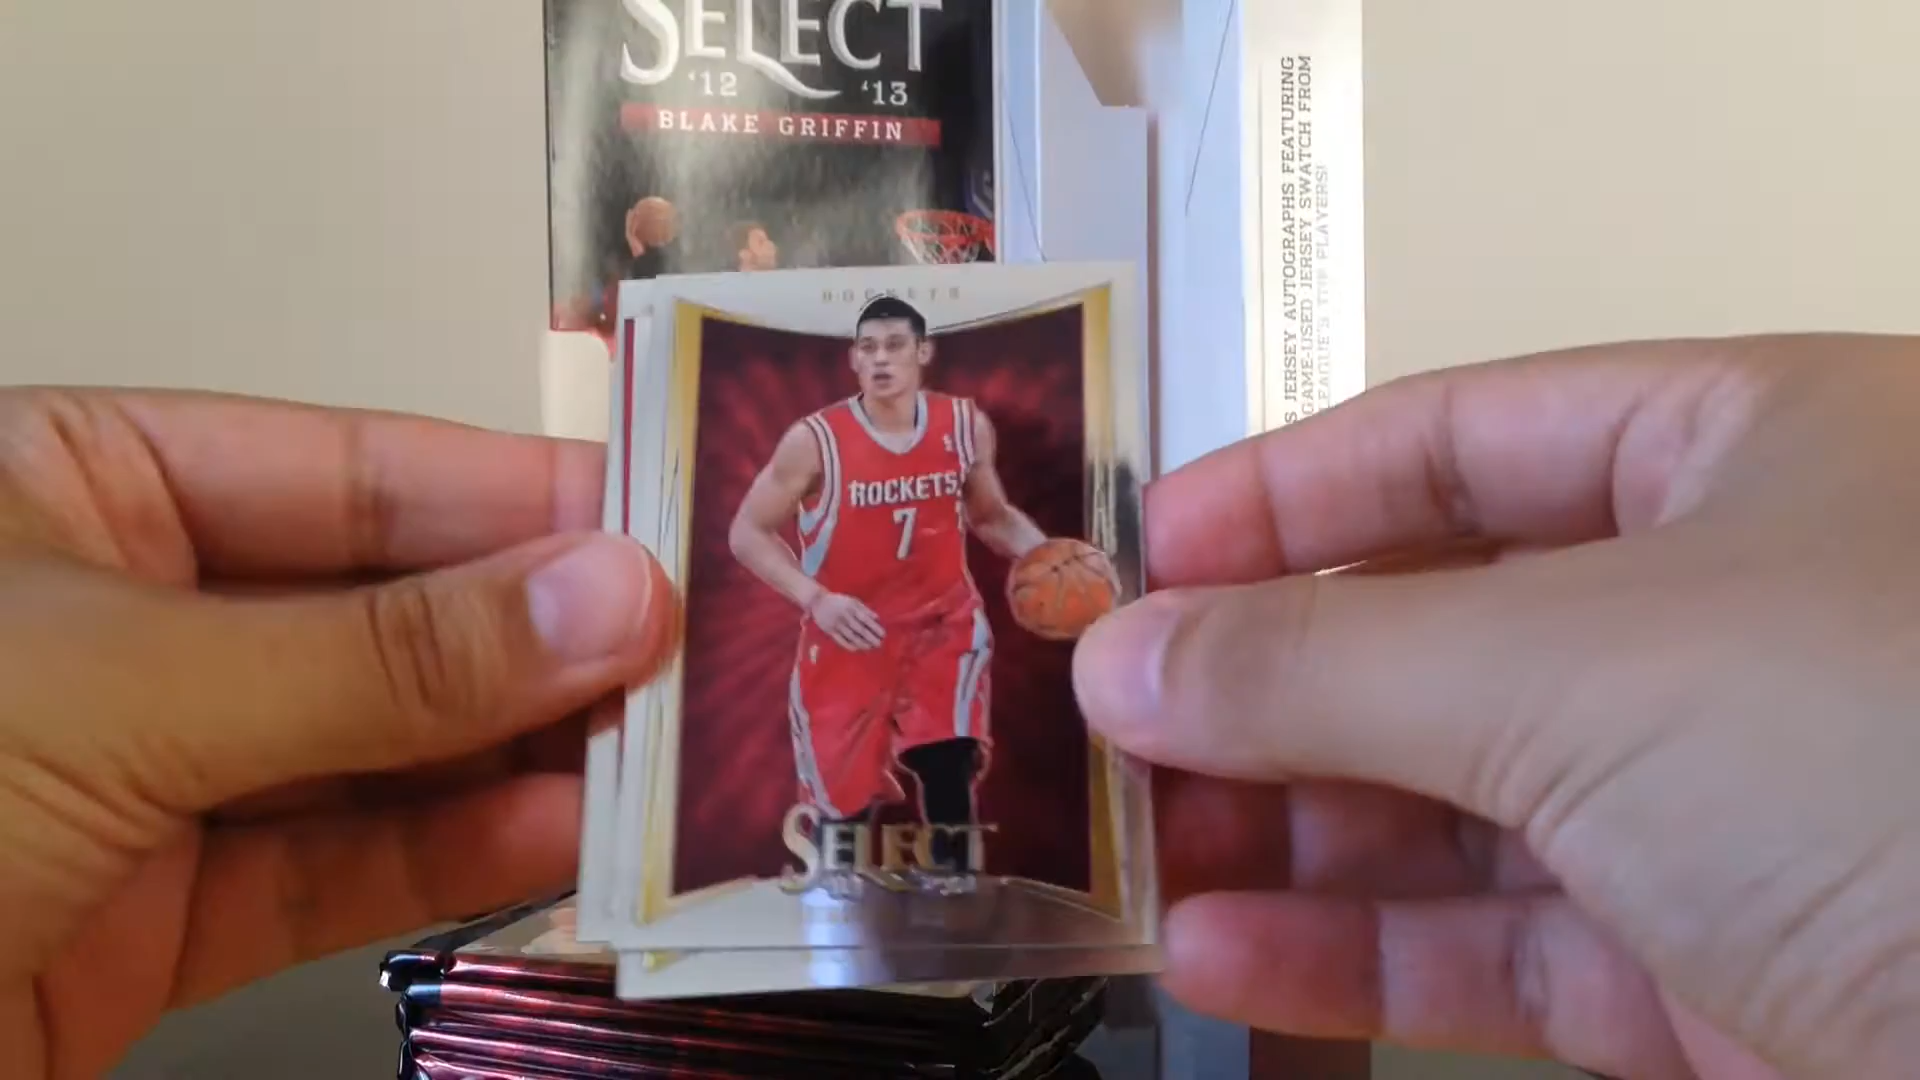 SELECT
'12 '13
BLAKE GRIFFIN
JERSEY AUTOGRAPHS FEATURING
GAME-USED JERSEY SWATCH FROM
LEAGUE'S TOP PLAYERS!
ROCKETS
ROCKETS
7
SELECT